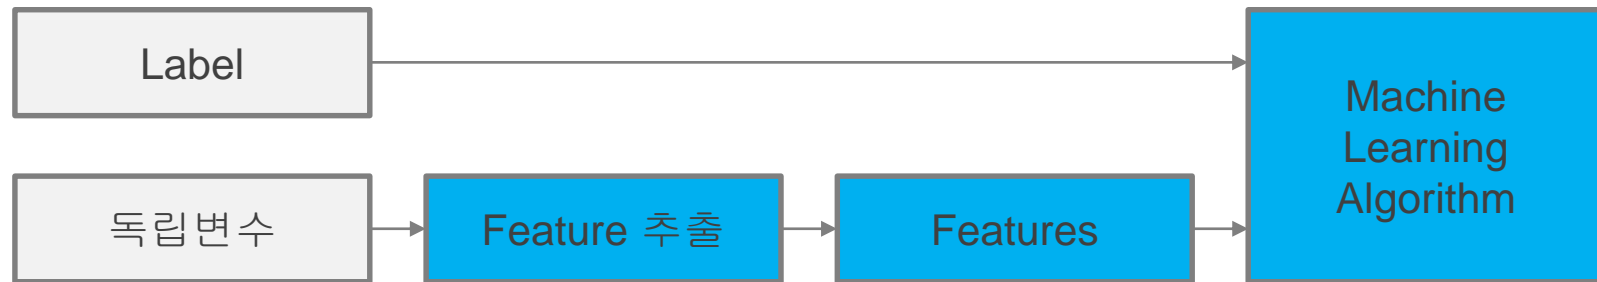 Label
Machine
Learning
Algorithm
독립변수
Feature 추출
Features